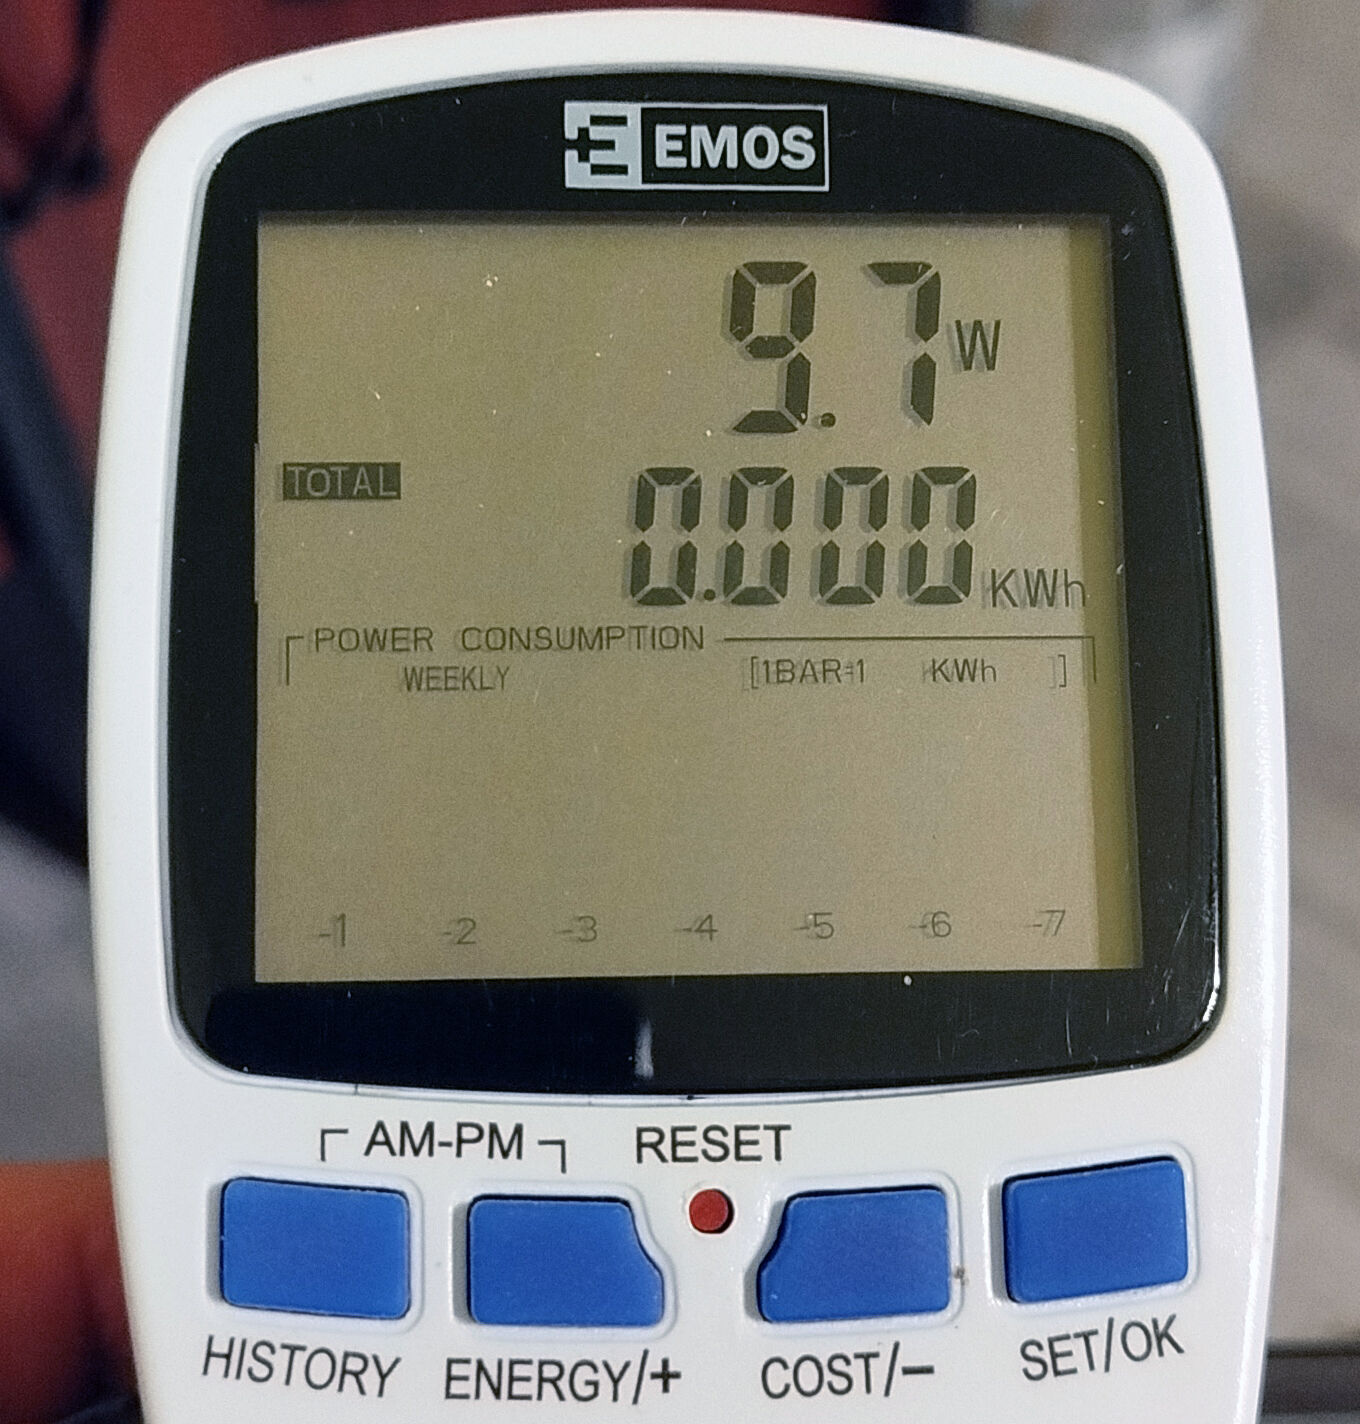 EMOS
9.7 W
TOTAL
0.000 KWh
POWER CONSUMPTION
WEEKLY [1BAR=1 KWh ]
-1 -2 -3 -4 -5 -6 -7
AM-PM RESET
HISTORY ENERGY/+ COST/− SET/OK